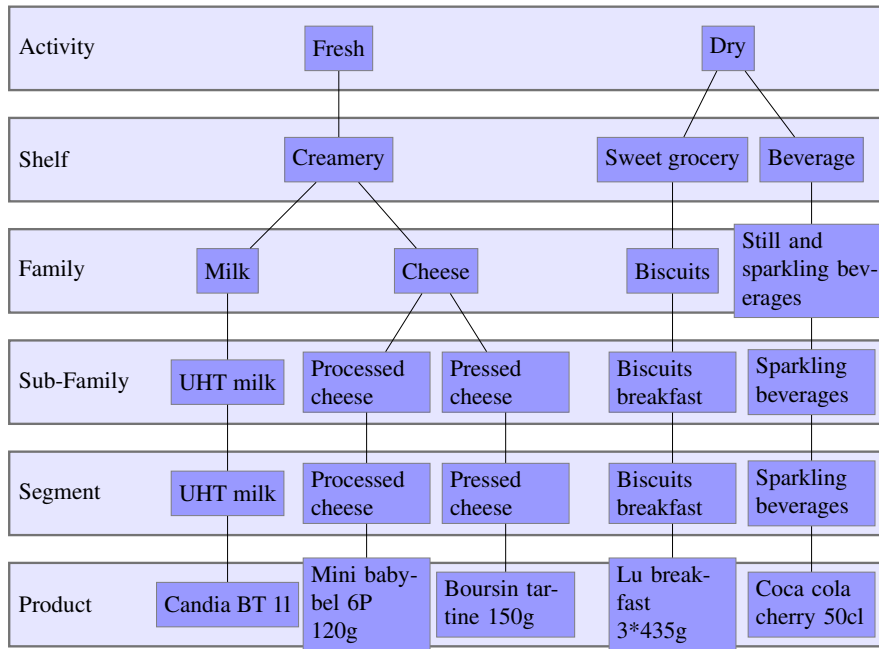 Activity
Fresh
Dry
Shelf
Creamery
Sweet grocery
Beverage
Family
Milk
Cheese
Biscuits
Still and
sparkling bev-
erages
Sub-Family
UHT milk
Processed
cheese
Pressed
cheese
Biscuits
breakfast
Sparkling
beverages
Segment
UHT milk
Processed
cheese
Pressed
cheese
Biscuits
breakfast
Sparkling
beverages
Product
Candia BT 1l
Mini baby-
bel 6P
120g
Boursin tar-
tine 150g
Lu break-
fast
3*435g
Coca cola
cherry 50cl